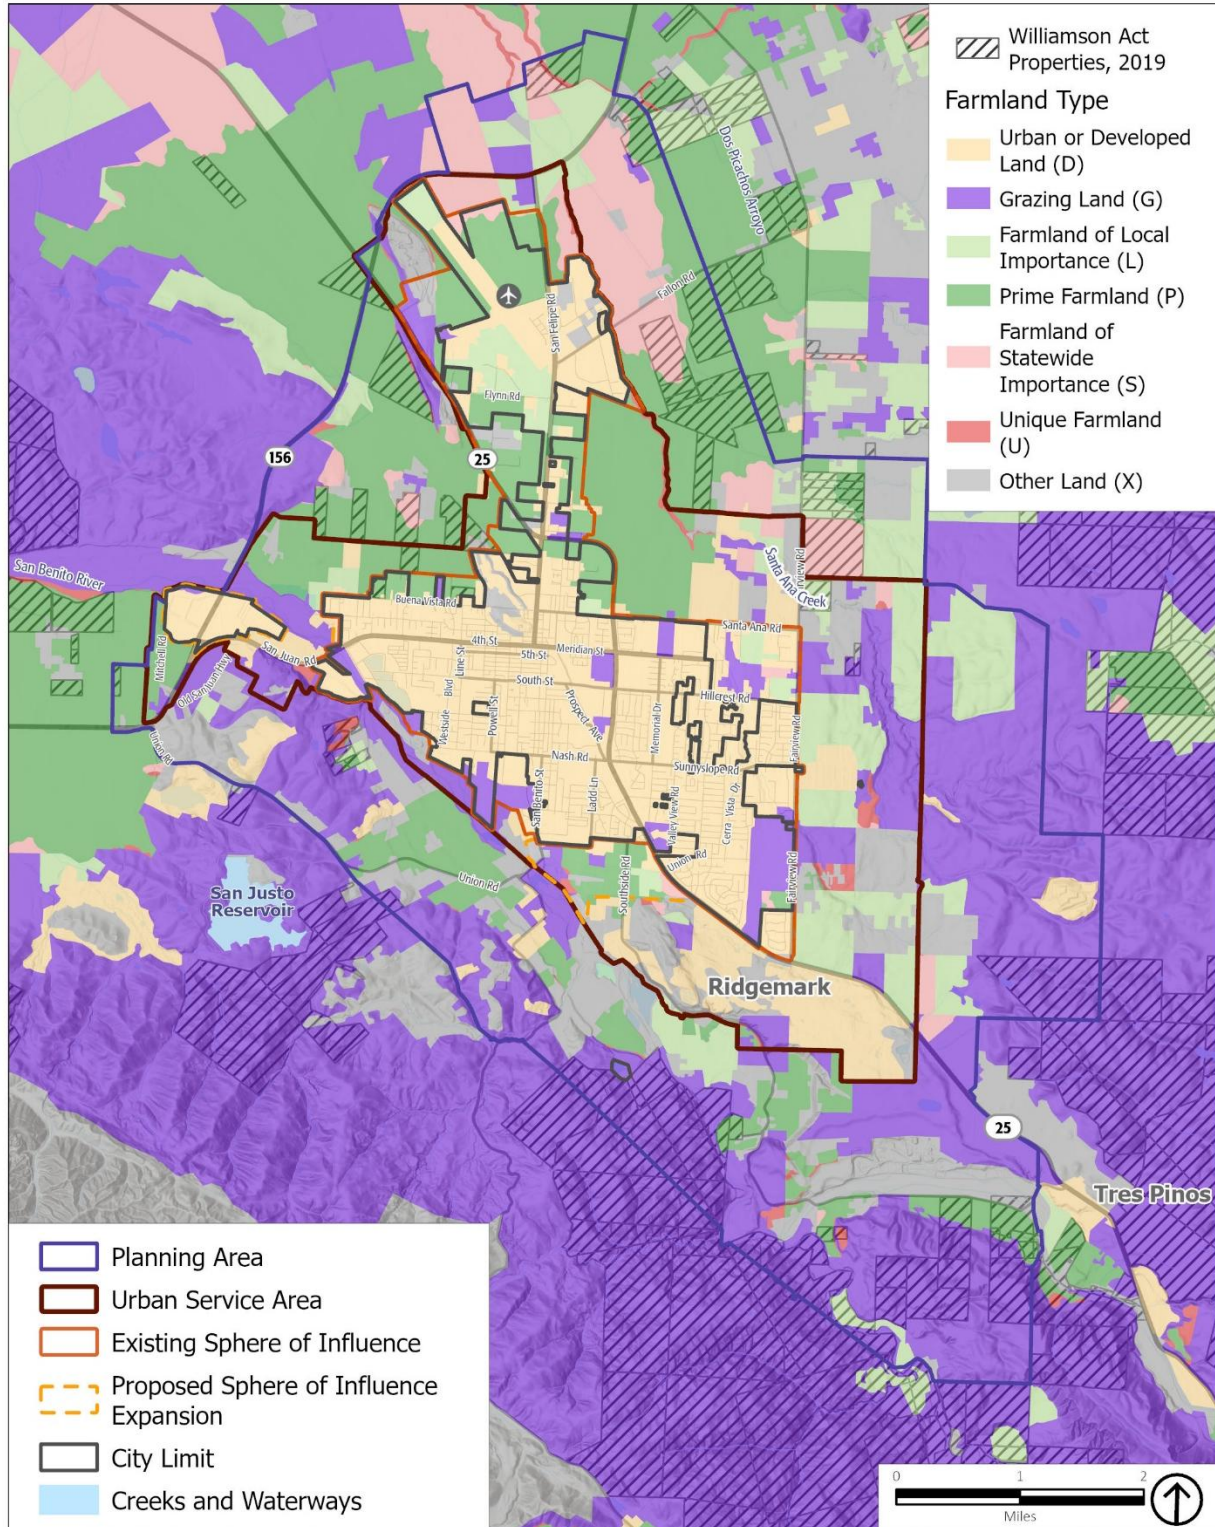 Williamson Act
Properties, 2019
Farmland Type
Urban or Developed
Land (D)
Grazing Land (G)
Farmland of Local
Importance (L)
Prime Farmland (P)
Farmland of
Statewide
Importance (S)
Unique Farmland
(U)
Other Land (X)
Dos Picachos Arroyo
Fallon Rd
San Felipe Rd
Flynn Rd
156
25
San Benito River
Santa Ana Creek
Buena Vista Rd
Santa Ana Rd
4th St
Meridian St
5th St
Mitchell Rd
San Juan Rd
Old San Juan Hwy
Line St
South St
Westside Blvd
Powell St
Prospect Ave
Memorial Dr
Hillcrest Rd
Fairview Rd
Union Rd
Nash Rd
Sunnyslope Rd
San Benito St
Ladd Ln
Valley View Rd
Cerra Vista Dr
Union Rd
Southside Rd
Fairview Rd
Union Rd
San Justo
Reservoir
Ridgemark
25
Tres Pinos
Planning Area
Urban Service Area
Existing Sphere of Influence
Proposed Sphere of Influence
Expansion
City Limit
Creeks and Waterways
0 1 2
Miles